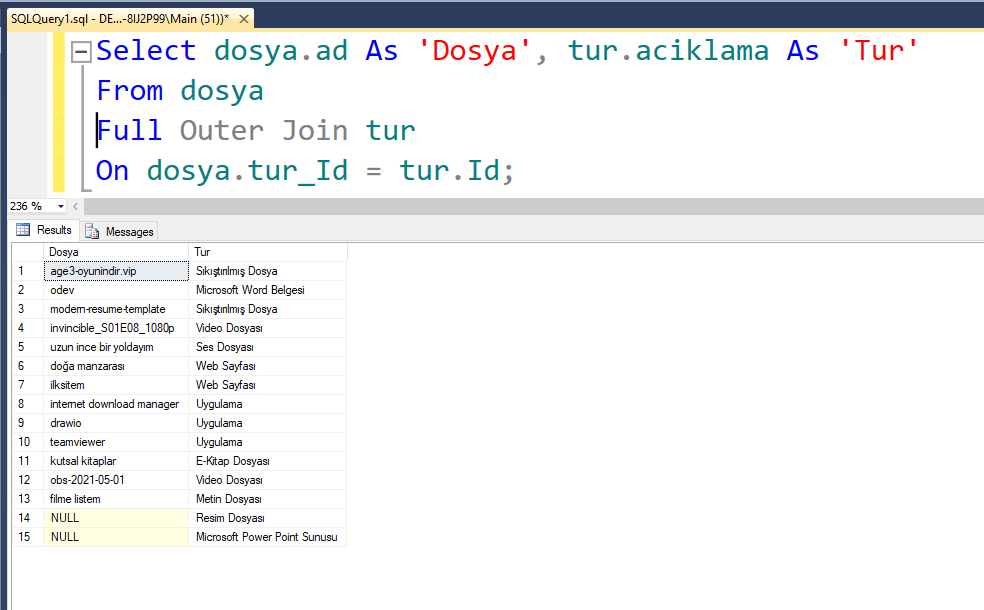 SQLQuery1.sql - DE...-8IJ2P99\Main (51))* ×
Select dosya.ad As 'Dosya', tur.aciklama As 'Tur'
From dosya
Full Outer Join tur
On dosya.tur_Id = tur.Id;
236 %
Results Messages
Dosya Tur
1 age3-oyunindir.vip Sıkıştırılmış Dosya
2 odev Microsoft Word Belgesi
3 modern-resume-template Sıkıştırılmış Dosya
4 invincible_S01E08_1080p Video Dosyası
5 uzun ince bir yoldayım Ses Dosyası
6 doğa manzarası Web Sayfası
7 ilksitem Web Sayfası
8 internet download manager Uygulama
9 drawio Uygulama
10 teamviewer Uygulama
11 kutsal kitaplar E-Kitap Dosyası
12 obs-2021-05-01 Video Dosyası
13 filme listem Metin Dosyası
14 NULL Resim Dosyası
15 NULL Microsoft Power Point Sunusu